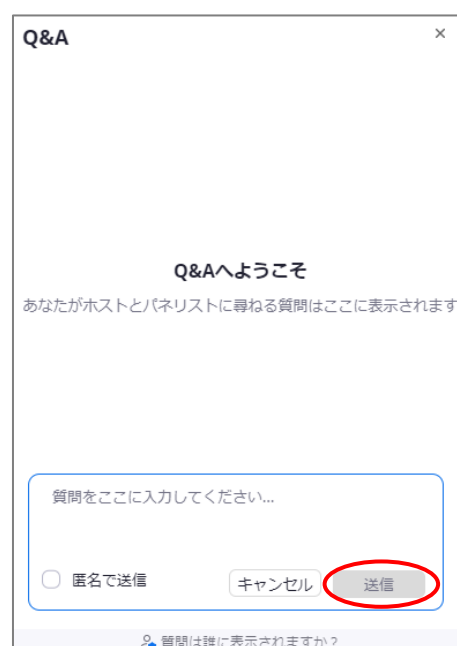 Q&A
×
Q&Aへようこそ
あなたがホストとパネリストに尋ねる質問はここに表示されます
質問をここに入力してください...
匿名で送信
キャンセル
送信
質問は誰に表示されますか？